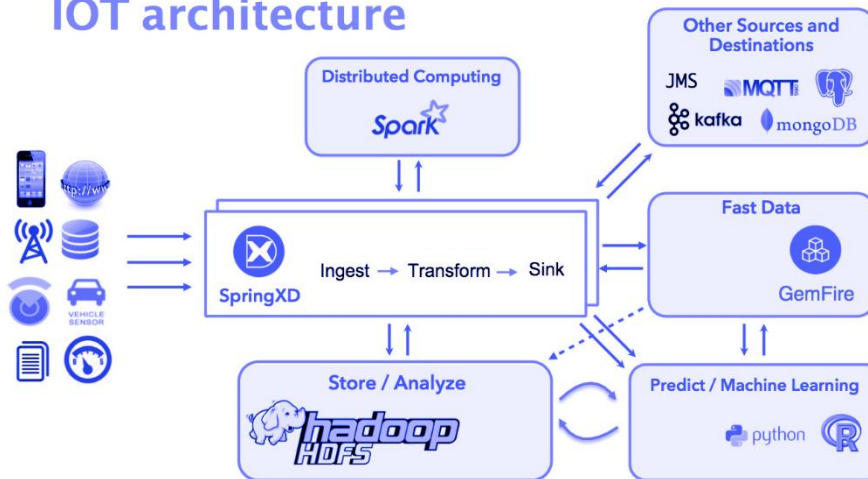 IOT architecture
Distributed Computing
Spark
Other Sources and
Destinations
JMS
MQTT
kafka
mongoDB
http://ww
VEHICLE
SENSOR
SpringXD
Ingest
Transform
Sink
Fast Data
GemFire
Store / Analyze
hadoop
HDFS
Predict / Machine Learning
python
R